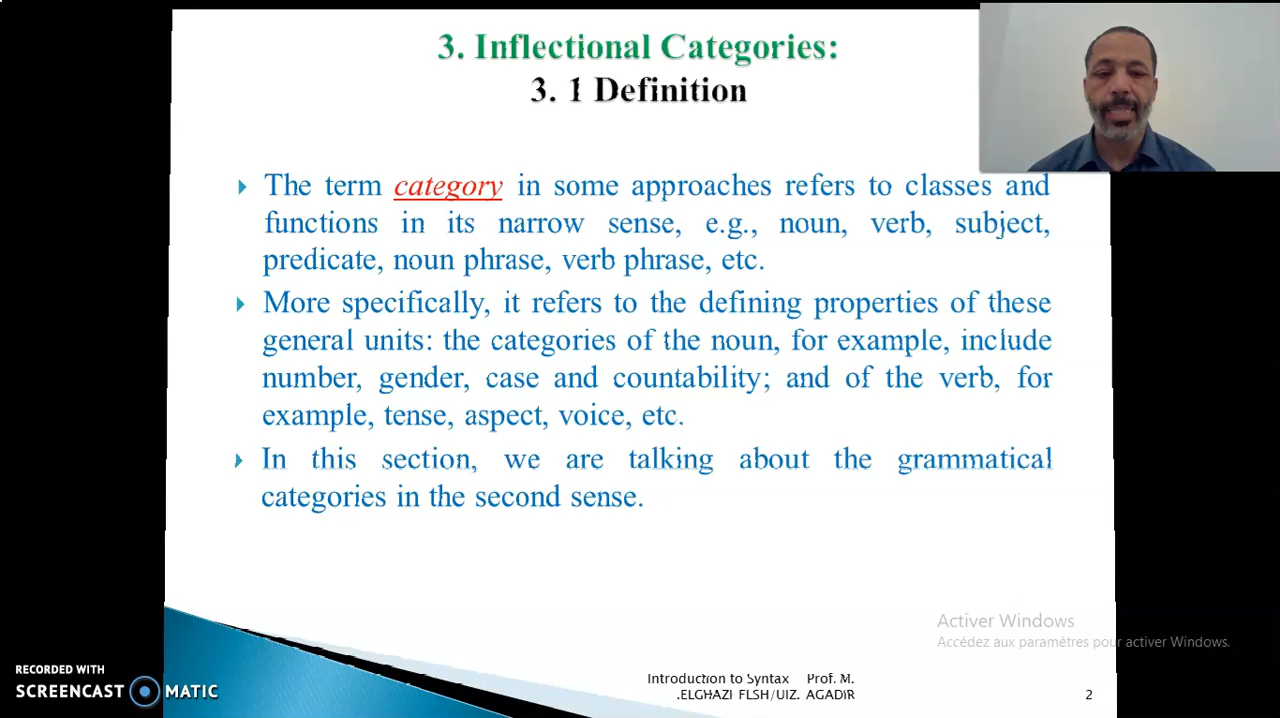 3. Inflectional Categories:
3. 1 Definition
The term category in some approaches refers to classes and
functions in its narrow sense, e.g., noun, verb, subject,
predicate, noun phrase, verb phrase, etc.
More specifically, it refers to the defining properties of these
general units: the categories of the noun, for example, include
number, gender, case and countability; and of the verb, for
example, tense, aspect, voice, etc.
In this section, we are talking about the grammatical
categories in the second sense.
Activer Windows
Accédez aux paramètres pour activer Windows.
RECORDED WITH
SCREENCAST MATIC
Introduction to Syntax Prof. M.
.ELGHAZI FLSH/UIZ. AGADIR
2